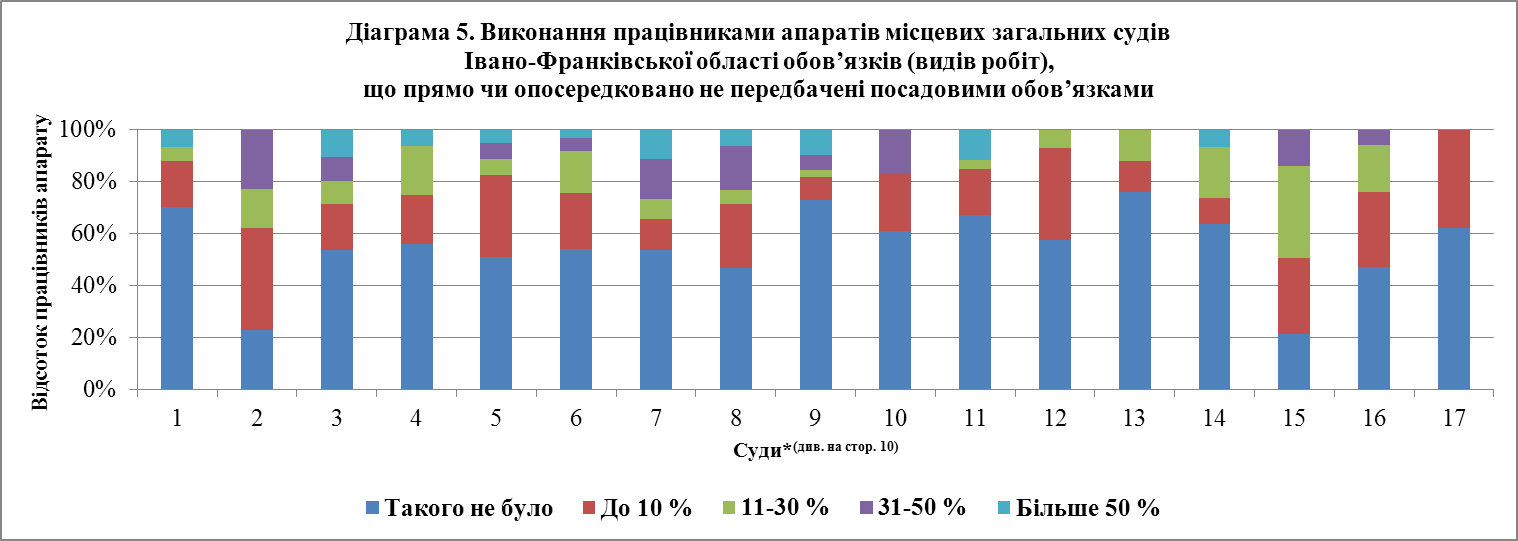 Діаграма 5. Виконання працівниками апаратів місцевих загальних судів
Івано-Франківської області обов’язків (видів робіт),
що прямо чи опосередковано не передбачені посадовими обов’язками
Відсоток працівників апарату
100%
80%
60%
40%
20%
0%
1 2 3 4 5 6 7 8 9 10 11 12 13 14 15 16 17
Суди*(див. на стор. 10)
Такого не було До 10 % 11-30 % 31-50 % Більше 50 %